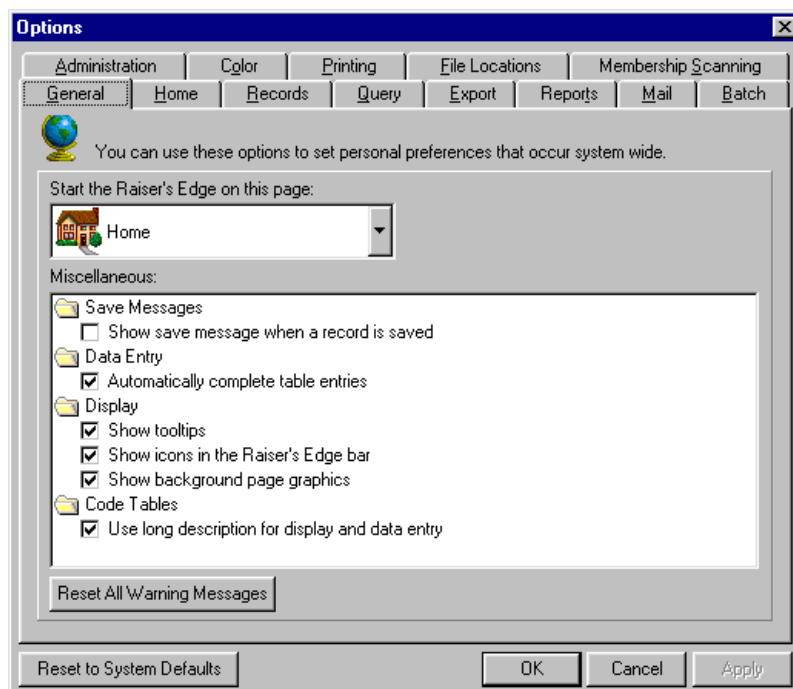 Options
Administration Color Printing File Locations Membership Scanning
General Home Records Query Export Reports Mail Batch
You can use these options to set personal preferences that occur system wide.
Start the Raiser's Edge on this page:
Home
Miscellaneous:
Save Messages
Show save message when a record is saved
Data Entry
Automatically complete table entries
Display
Show tooltips
Show icons in the Raiser's Edge bar
Show background page graphics
Code Tables
Use long description for display and data entry
Reset All Warning Messages
Reset to System Defaults OK Cancel Apply